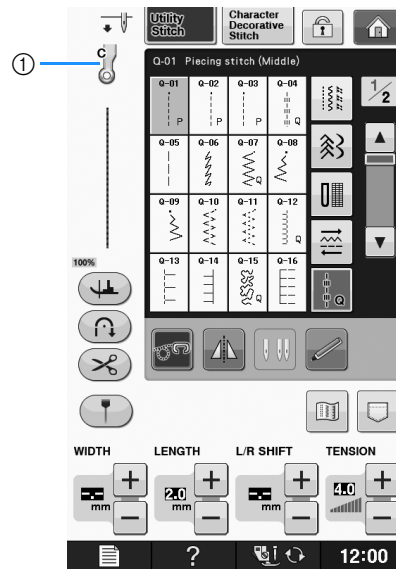 Utility Stitch
Character Decorative Stitch
C
①
Q-01 Piecing stitch (Middle)
1/2
Q-01 Q-02 Q-03 Q-04
P P P Q
Q-05 Q-06 Q-07 Q-08
Q
Q-09 Q-10 Q-11 Q-12
Q
Q-13 Q-14 Q-15 Q-16
Q
Q
100%
WIDTH LENGTH L/R SHIFT TENSION
-.- mm + − 2.0 mm + − -.- mm + − 4.0 + −
? 12:00